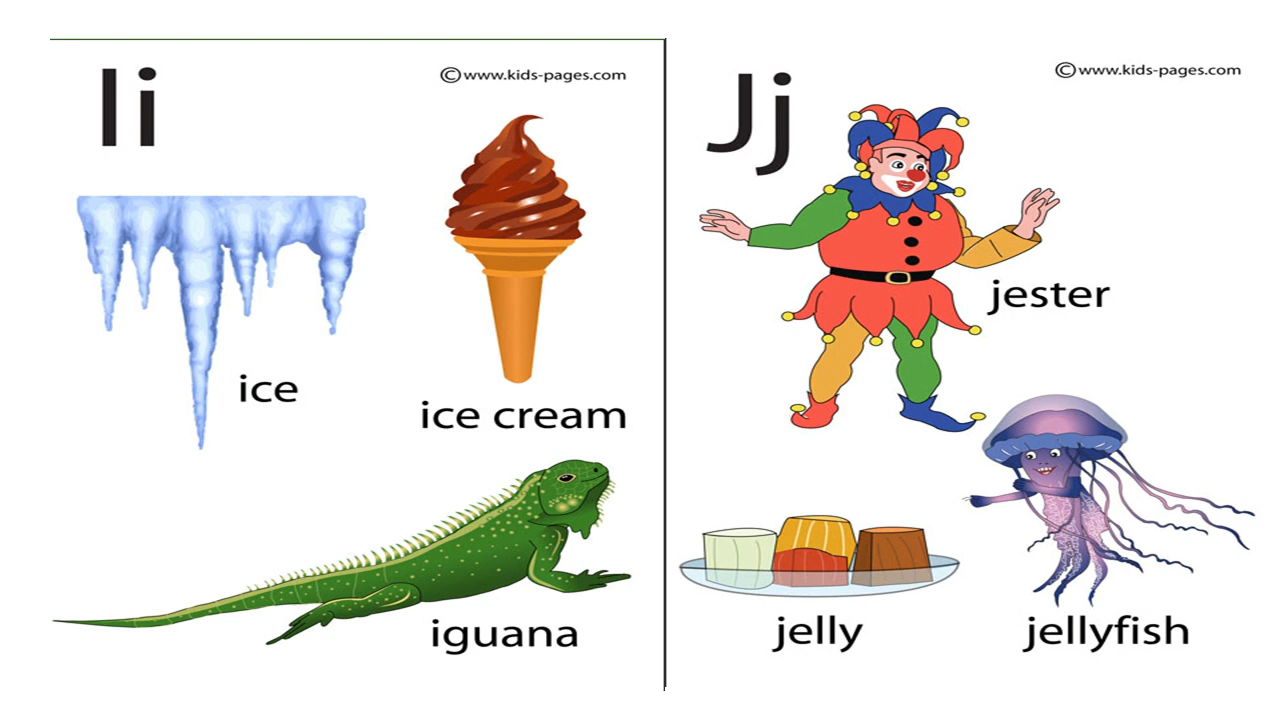 Ii
©www.kids-pages.com
ice
ice cream
iguana
Jj
©www.kids-pages.com
jester
jelly
jellyfish